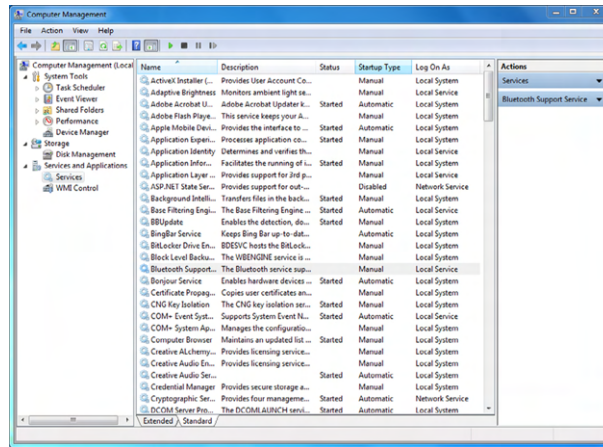 Computer Management
File Action View Help
Computer Management (Local
System Tools
Task Scheduler
Event Viewer
Shared Folders
Performance
Device Manager
Storage
Disk Management
Services and Applications
Services
WMI Control
Name Description Status Startup Type Log On As
ActiveX Installer (... Provides User Account Co... Manual Local System
Adaptive Brightness Monitors ambient light se... Manual Local Service
Adobe Acrobat U... Adobe Acrobat Updater k... Started Automatic Local System
Adobe Flash Playe... This service keeps your A... Manual Local System
Apple Mobile Devi... Provides the interface to ... Started Automatic Local System
Application Experi... Processes application co... Started Manual Local System
Application Identity Determines and verifies th... Manual Local Service
Application Infor... Facilitates the running of i... Started Manual Local System
Application Layer ... Provides support for 3rd p... Manual Local Service
ASP.NET State Ser... Provides support for out-... Disabled Network Service
Background Intelli... Transfers files in the back... Started Manual Local System
Base Filtering Engi... The Base Filtering Engine ... Started Automatic Local Service
BBUpdate Enables the detection, do... Started Manual Local System
BingBar Service Keeps Bing Bar up-to-dat... Automatic Local System
BitLocker Drive En... BDESVC hosts the BitLock... Manual Local System
Block Level Backu... The WBENGINE service is ... Manual Local System
Bluetooth Support... The Bluetooth service sup... Manual Local Service
Bonjour Service Enables hardware devices ... Started Automatic Local System
Certificate Propag... Copies user certificates an... Manual Local System
CNG Key Isolation The CNG key isolation ser... Started Manual Local System
COM+ Event Syst... Supports System Event N... Started Automatic Local Service
COM+ System Ap... Manages the configuratio... Manual Local System
Computer Browser Maintains an updated list ... Started Manual Local System
Creative ALchemy... Provides licensing service... Manual Local System
Creative Audio En... Provides licensing service... Manual Local System
Creative Audio Ser... Started Automatic Local System
Credential Manager Provides secure storage a... Manual Local System
Cryptographic Ser... Provides four manageme... Started Automatic Network Service
DCOM Server Pro... The DCOMLAUNCH servi... Started Automatic Local System
Extended Standard
Actions
Services
Bluetooth Support Service